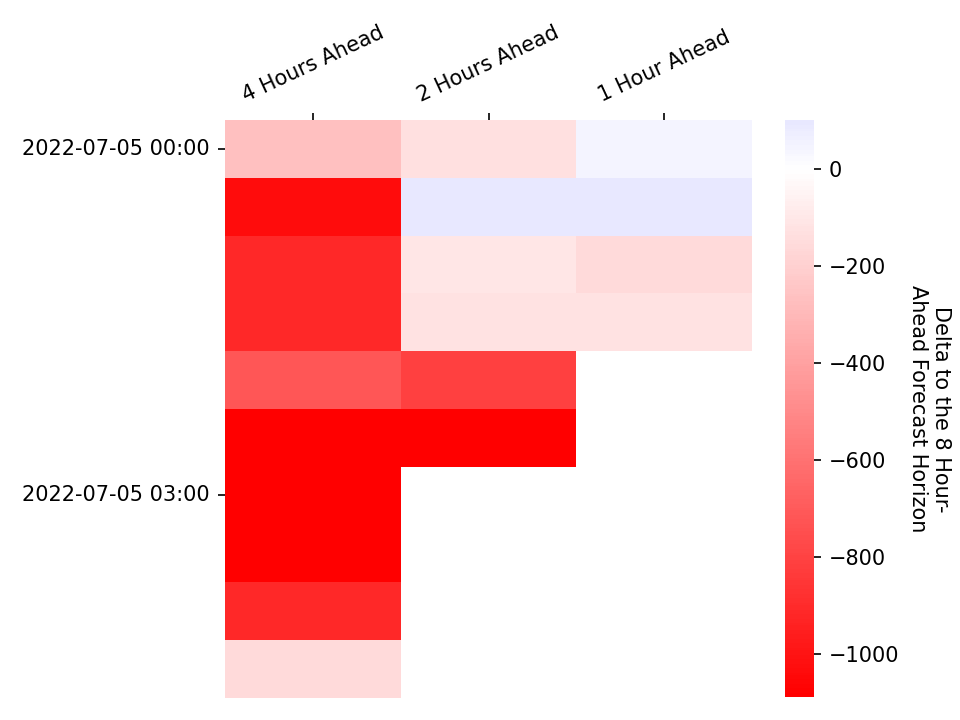 4 Hours Ahead
2 Hours Ahead
1 Hour Ahead
2022-07-05 00:00
2022-07-05 03:00
0
−200
−400
−600
−800
−1000
Delta to the 8 Hour-
Ahead Forecast Horizon